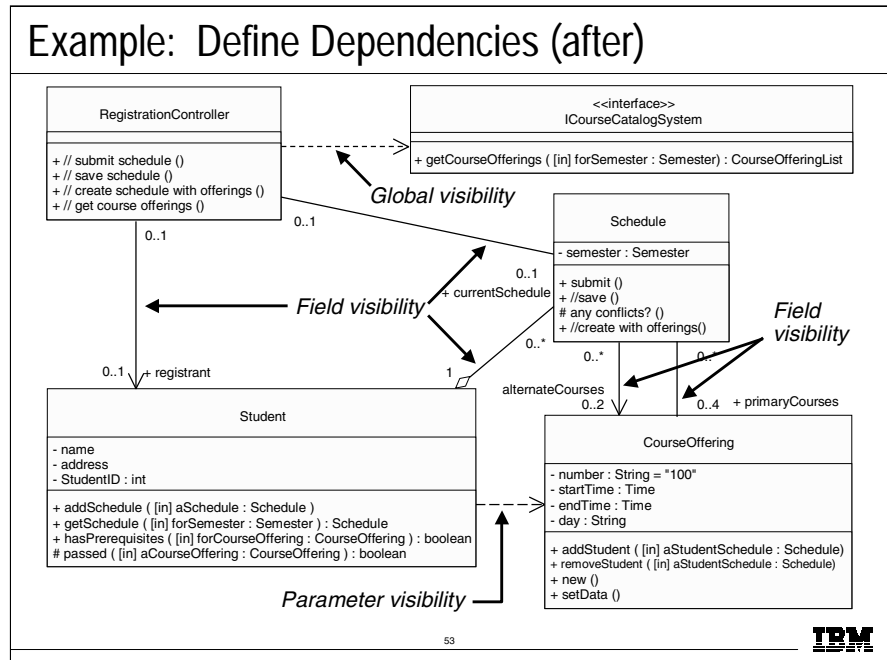 Example: Define Dependencies (after)
RegistrationController
+ // submit schedule ()
+ // save schedule ()
+ // create schedule with offerings ()
+ // get course offerings ()
<<interface>>
ICourseCatalogSystem
+ getCourseOfferings ( [in] forSemester : Semester) : CourseOfferingList
Global visibility
0..1
0..1
Schedule
- semester : Semester
+ submit ()
+ //save ()
# any conflicts? ()
+ //create with offerings()
0..1
+ currentSchedule
Field visibility
Field
visibility
0..*
0..*
0..*
0..1
+ registrant
1
alternateCourses
0..2
0..4
+ primaryCourses
Student
- name
- address
- StudentID : int
+ addSchedule ( [in] aSchedule : Schedule )
+ getSchedule ( [in] forSemester : Semester ) : Schedule
+ hasPrerequisites ( [in] forCourseOffering : CourseOffering ) : boolean
# passed ( [in] aCourseOffering : CourseOffering ) : boolean
CourseOffering
- number : String = "100"
- startTime : Time
- endTime : Time
- day : String
+ addStudent ( [in] aStudentSchedule : Schedule)
+ removeStudent ( [in] aStudentSchedule : Schedule)
+ new ()
+ setData ()
Parameter visibility
53
IBM